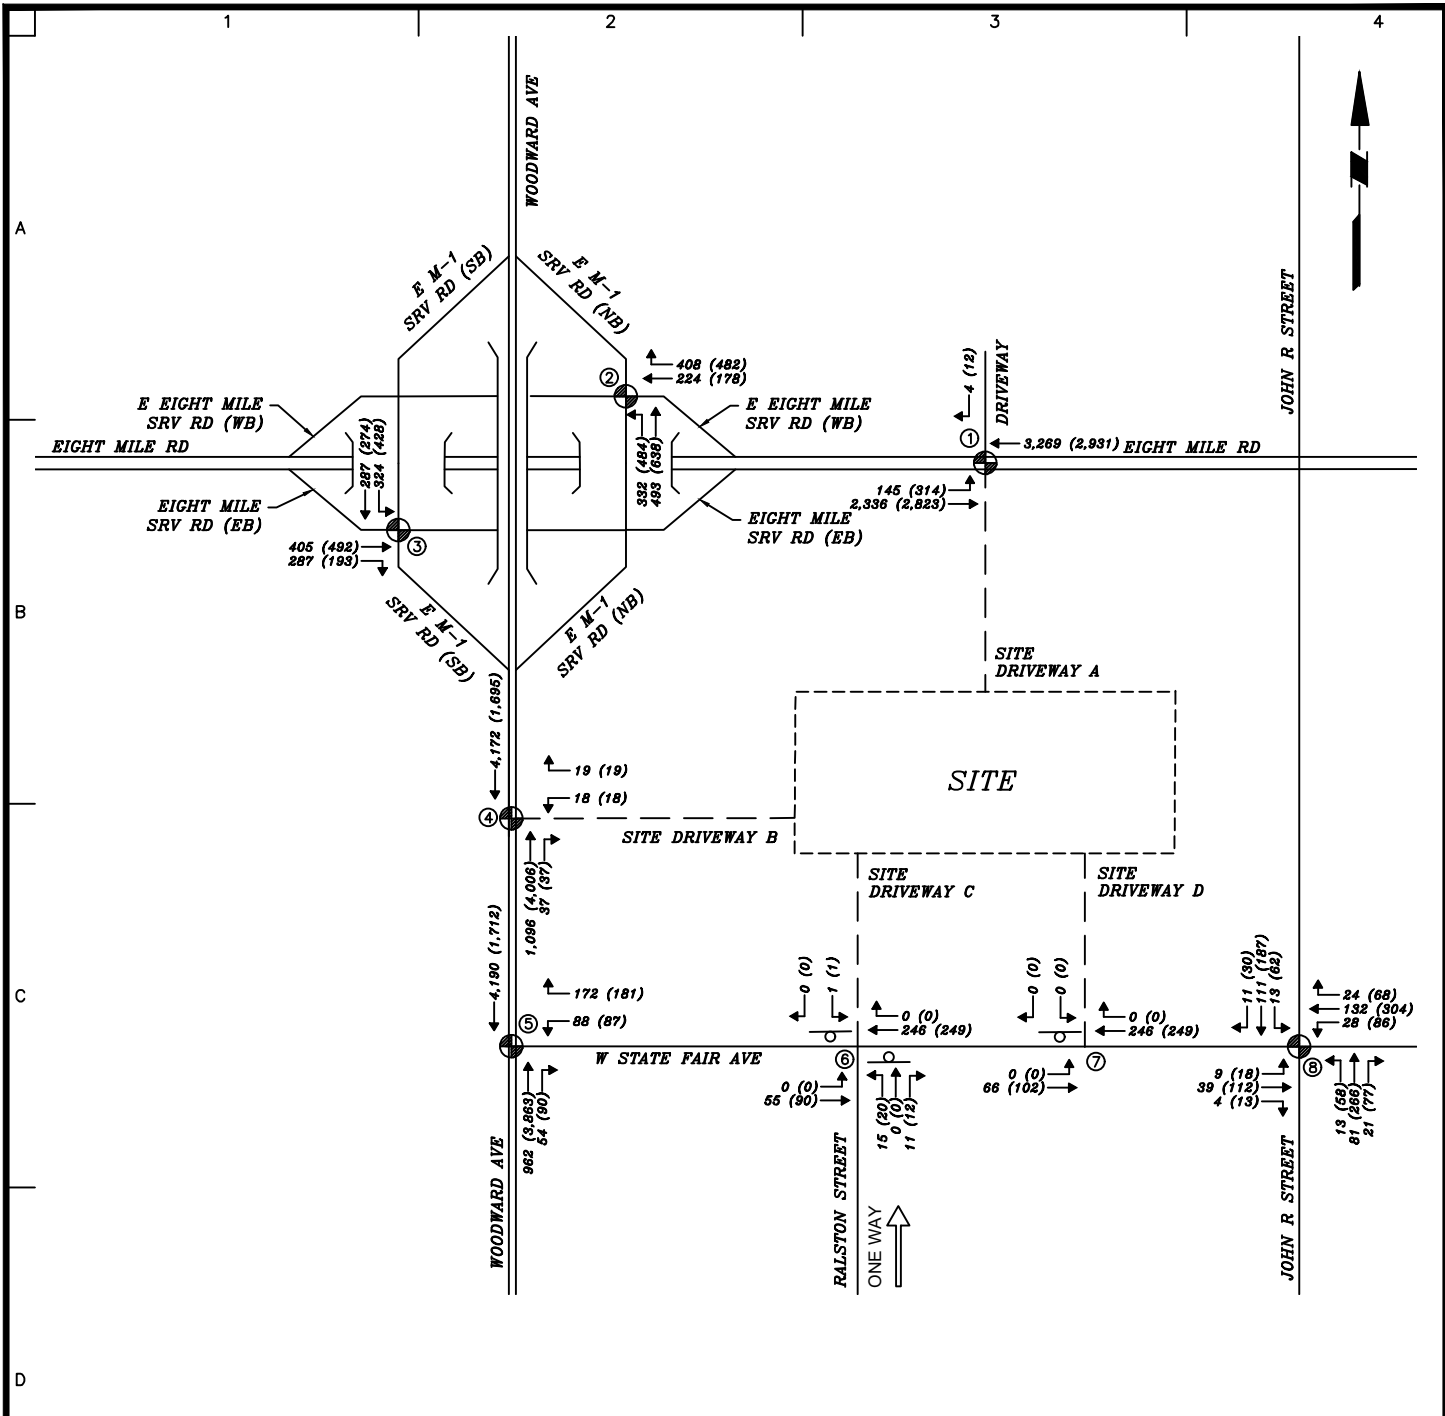 1
2
3
4
A
B
C
D
WOODWARD AVE
E M-1
SRV RD (SB)
E M-1
SRV RD (NB)
JOHN R STREET
②
408 (482)
224 (178)
4 (12)
DRIVEWAY
E EIGHT MILE
SRV RD (WB)
E EIGHT MILE
SRV RD (WB)
EIGHT MILE RD
287 (274)
324 (428)
332 (484)
493 (638)
①
3,269 (2,931)
EIGHT MILE RD
145 (314)
2,336 (2,823)
EIGHT MILE
SRV RD (EB)
EIGHT MILE
SRV RD (EB)
③
405 (492)
287 (193)
E M-1
SRV RD (SB)
E M-1
SRV RD (NB)
SITE
DRIVEWAY A
4,172 (1,695)
19 (19)
18 (18)
SITE
④
SITE DRIVEWAY B
1,096 (4,006)
37 (37)
SITE
DRIVEWAY C
SITE
DRIVEWAY D
4,190 (1,712)
172 (181)
88 (87)
⑤
0 (0)
1 (1)
0 (0)
246 (249)
0 (0)
0 (0)
0 (0)
246 (249)
11 (30)
111 (187)
13 (62)
24 (68)
132 (304)
28 (86)
W STATE FAIR AVE
⑥
⑦
⑧
962 (3,863)
54 (90)
0 (0)
55 (90)
15 (20)
0 (0)
11 (12)
0 (0)
66 (102)
9 (18)
39 (112)
4 (13)
13 (58)
81 (266)
21 (77)
WOODWARD AVE
RALSTON STREET
ONE WAY
JOHN R STREET